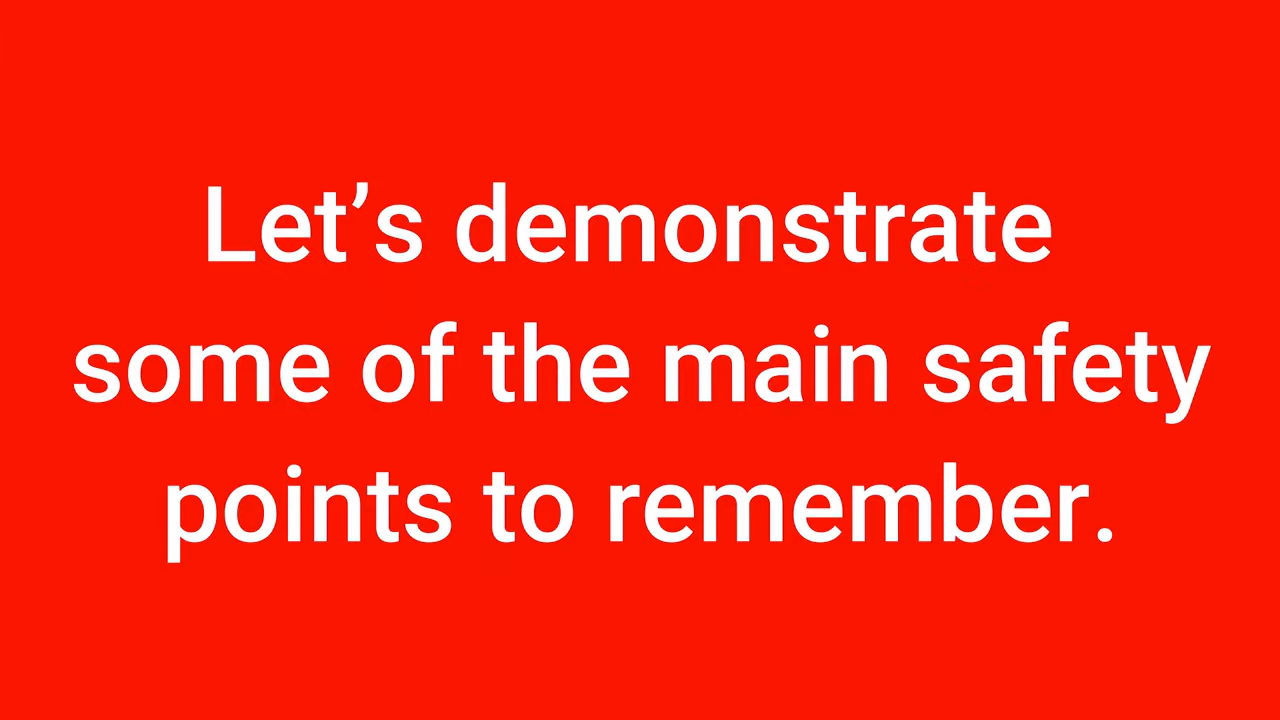 Let’s demonstrate
some of the main safety
points to remember.